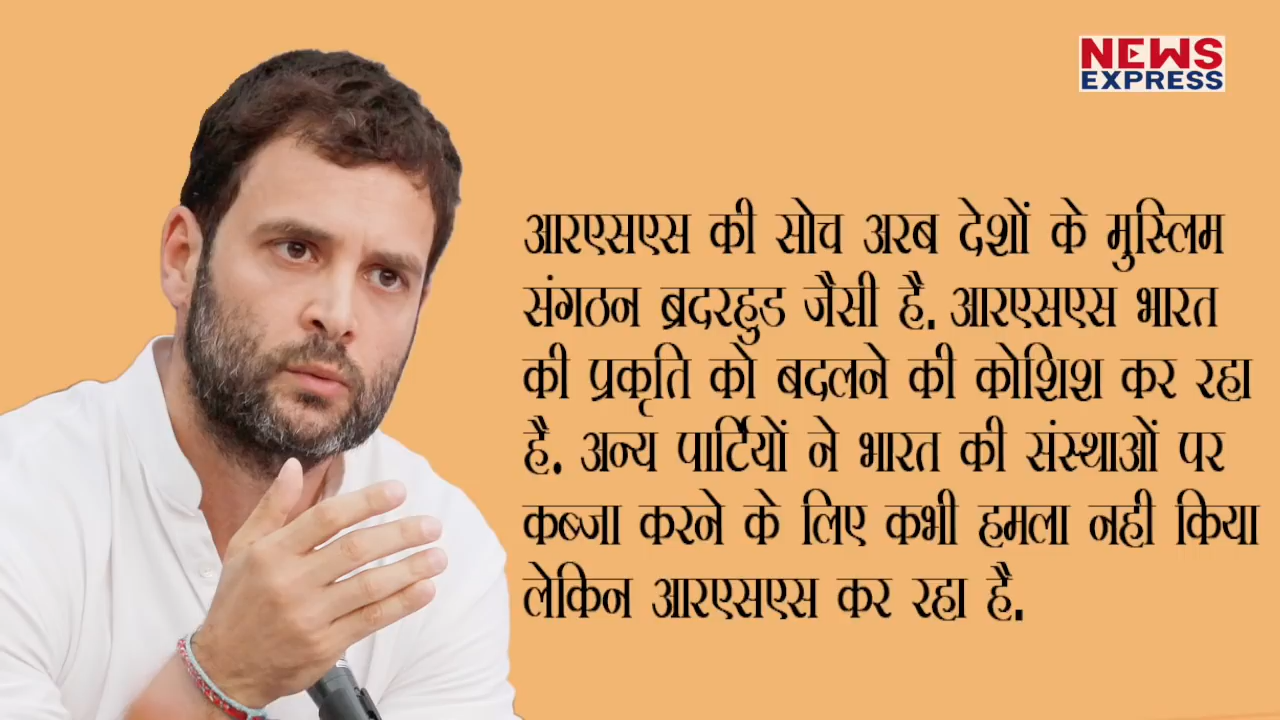 NEWS
EXPRESS
आरएसएस की सोच अरब देशों के मुस्लिम
संगठन ब्रदरहुड जैसी है. आरएसएस भारत
की प्रकृति को बदलने की कोशिश कर रहा
है. अन्य पार्टियों ने भारत की संस्थाओं पर
कब्जा करने के लिए कभी हमला नही किया
लेकिन आरएसएस कर रहा है.